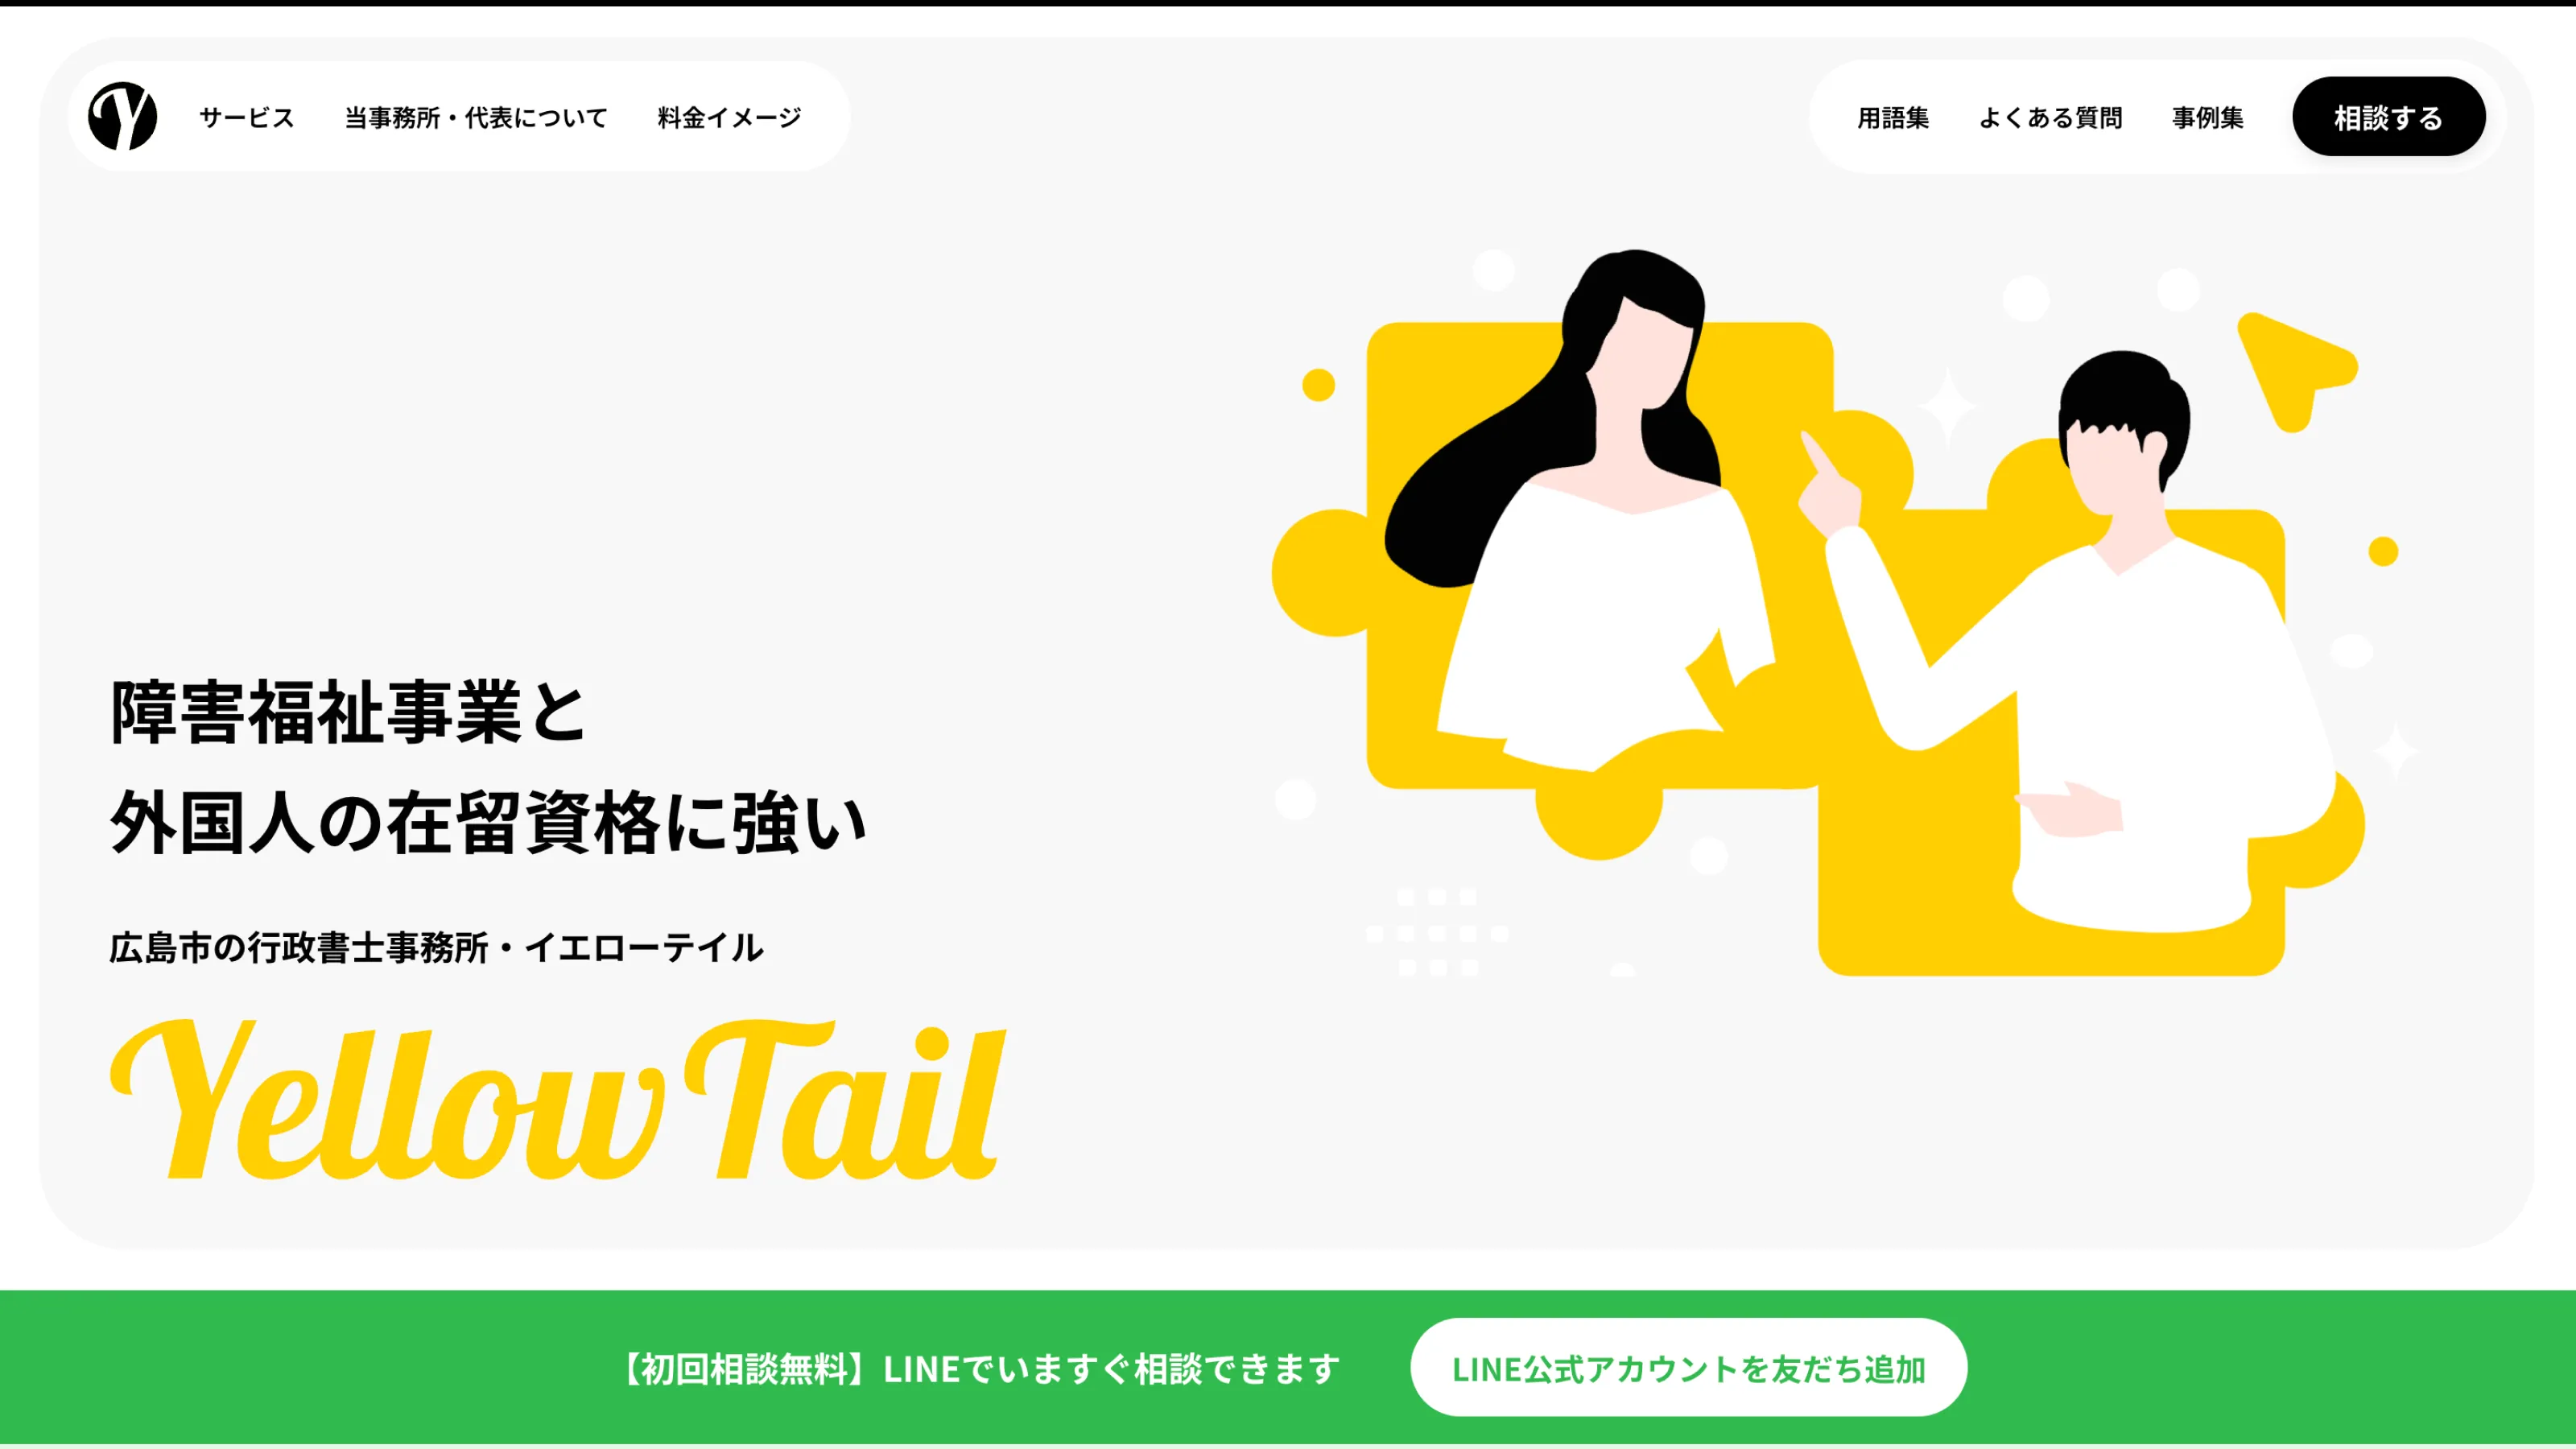 Y
サービス
当事務所・代表について
料金イメージ
用語集
よくある質問
事例集
相談する
障害福祉事業と
外国人の在留資格に強い
広島市の行政書士事務所・イエローテイル
Yellow Tail
【初回相談無料】LINEでいますぐ相談できます
LINE公式アカウントを友だち追加